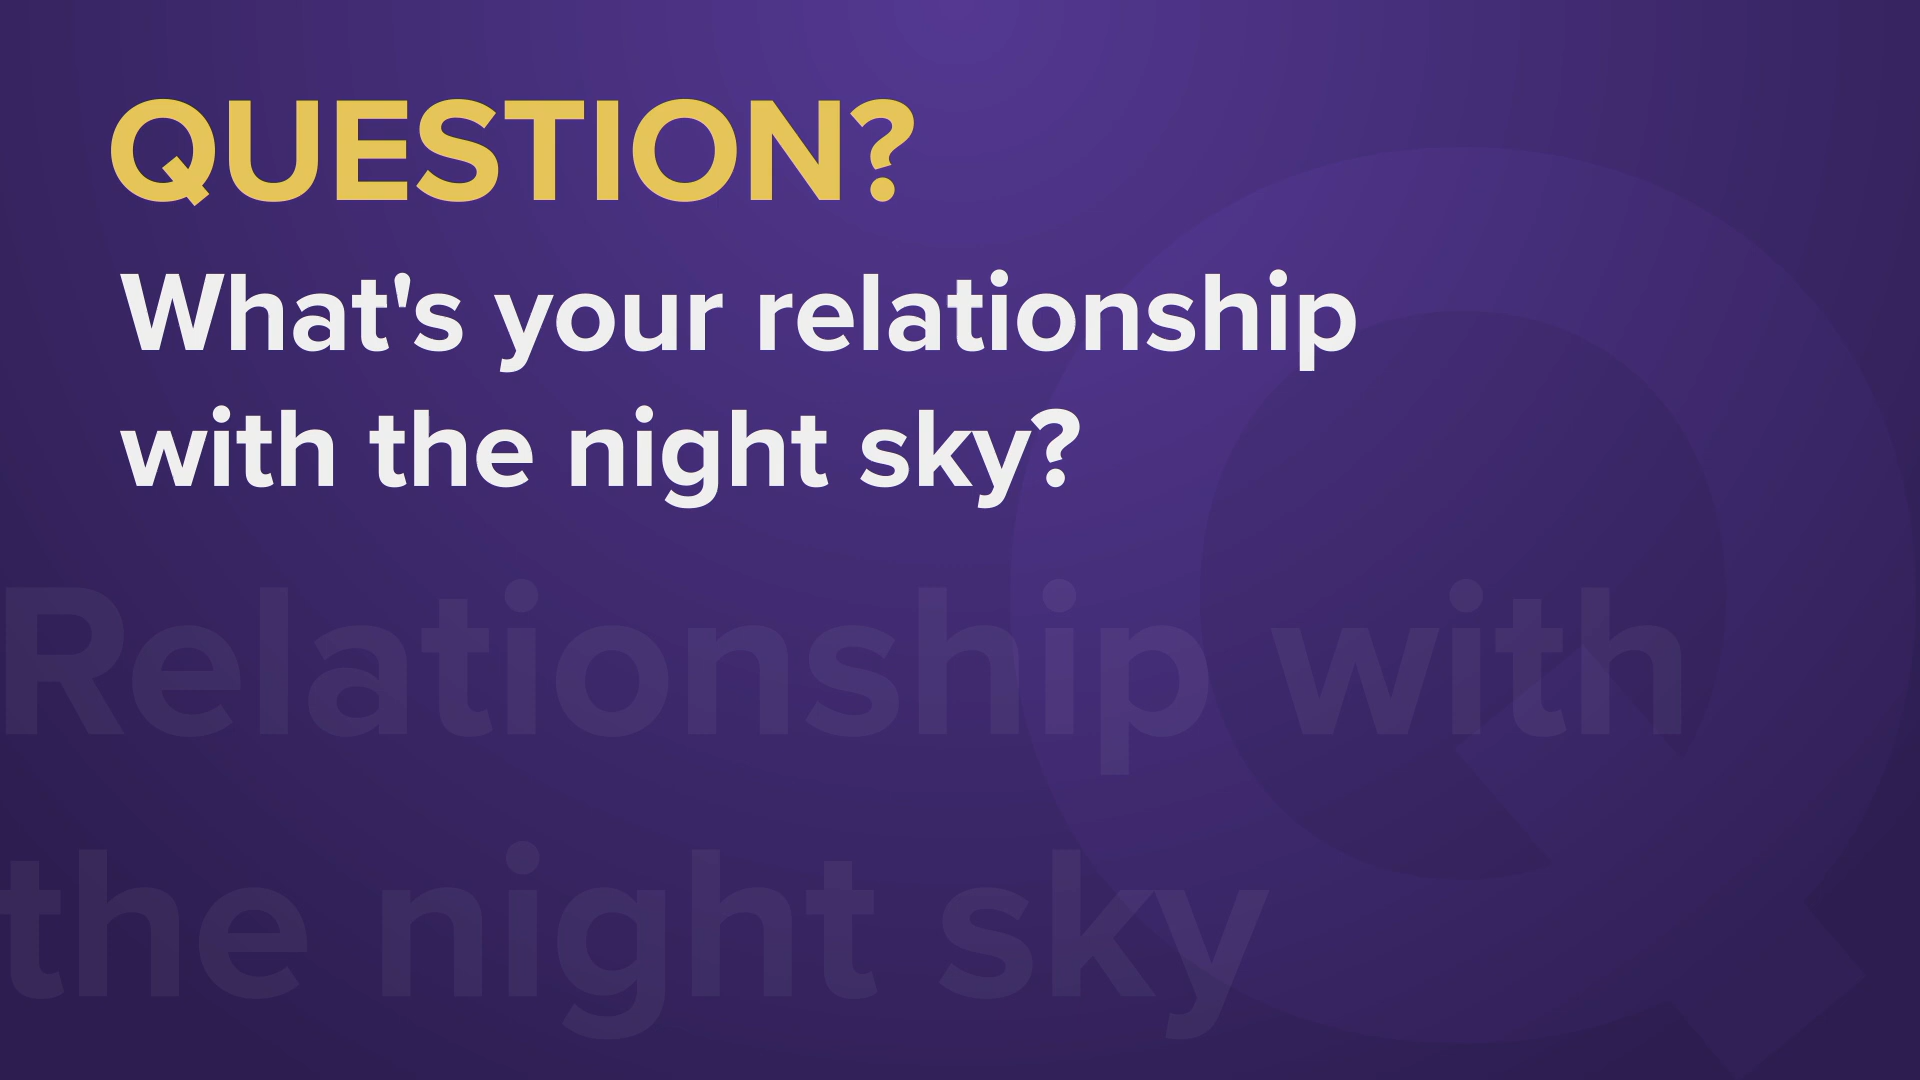 QUESTION?
What's your relationship
with the night sky?
Relationship with
the night sky
Q